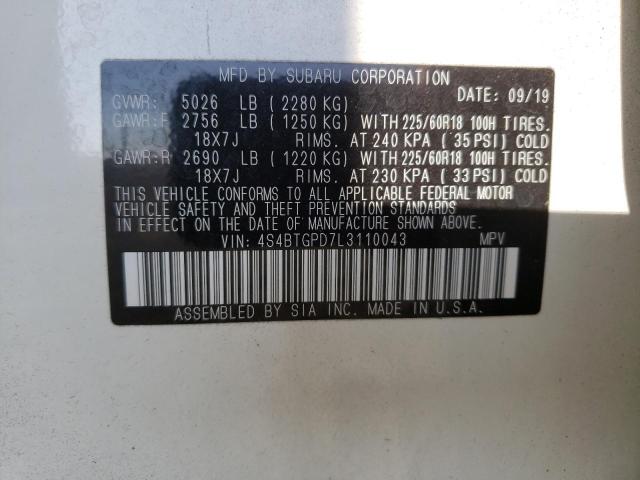 MFD BY SUBARU CORPORATION
GVWR: 5026 LB (2280 KG) DATE: 09/19
GAWR:F 2756 LB (1250 KG) WITH 225/60R18 100H TIRES.
18X7J RIMS. AT 240 KPA (35 PSI) COLD
GAWR:R 2690 LB (1220 KG) WITH 225/60R18 100H TIRES.
18X7J RIMS. AT 230 KPA (33 PSI) COLD
THIS VEHICLE CONFORMS TO ALL APPLICABLE FEDERAL MOTOR
VEHICLE SAFETY AND THEFT PREVENTION STANDARDS
IN EFFECT ON THE DATE OF MANUFACTURE SHOWN ABOVE.
VIN: 4S4BTGPD7L3110043 MPV
ASSEMBLED BY SIA INC. MADE IN U.S.A.